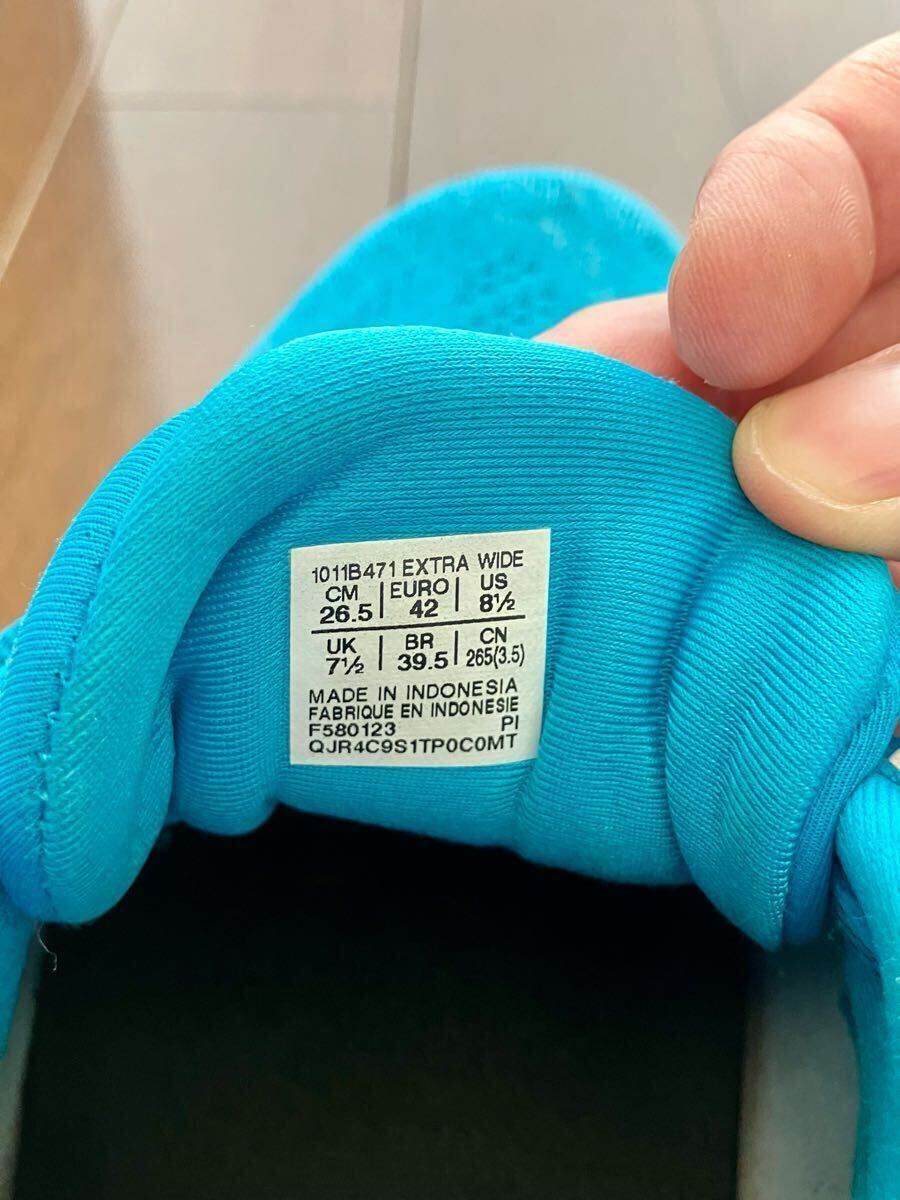 1011B471 EXTRA WIDE
CM EURO US
26.5 42 8½
UK BR CN
7½ 39.5 265(3.5)
MADE IN INDONESIA
FABRIQUE EN INDONESIE
F580123 PI
QJR4C9S1TP0C0MT